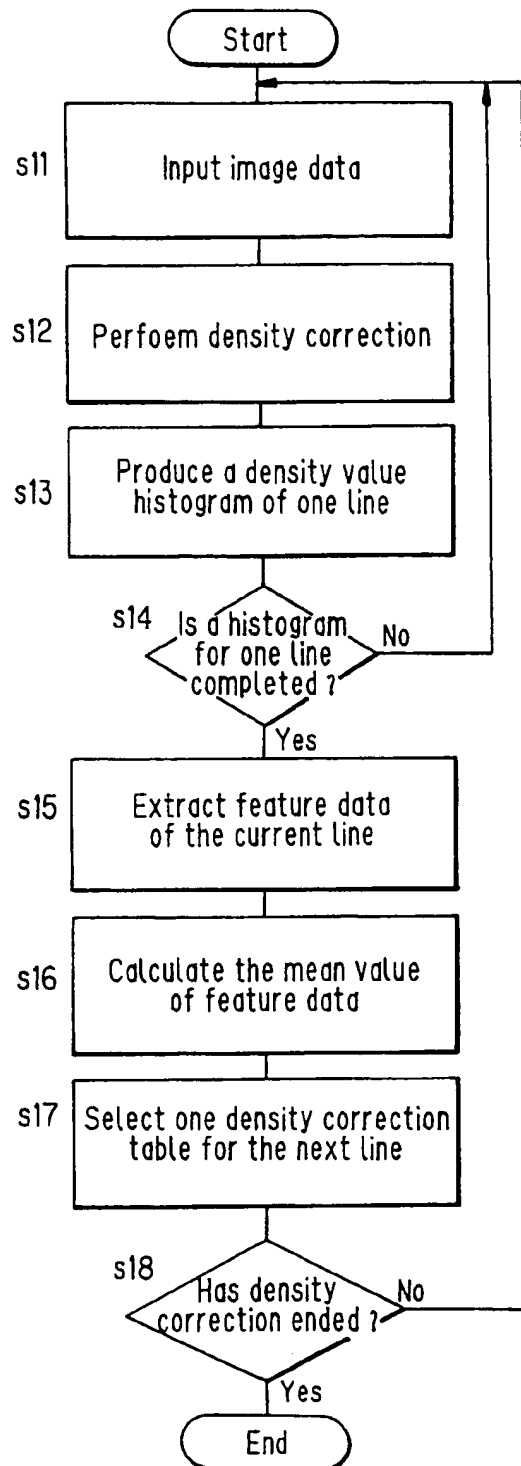 Start
s11
Input image data
s12
Perfoem density correction
s13
Produce a density value
histogram of one line
s14
Is a histogram
for one line
completed ?
No
Yes
s15
Extract feature data
of the current line
s16
Calculate the mean value
of feature data
s17
Select one density correction
table for the next line
s18
Has density
correction ended ?
No
Yes
End